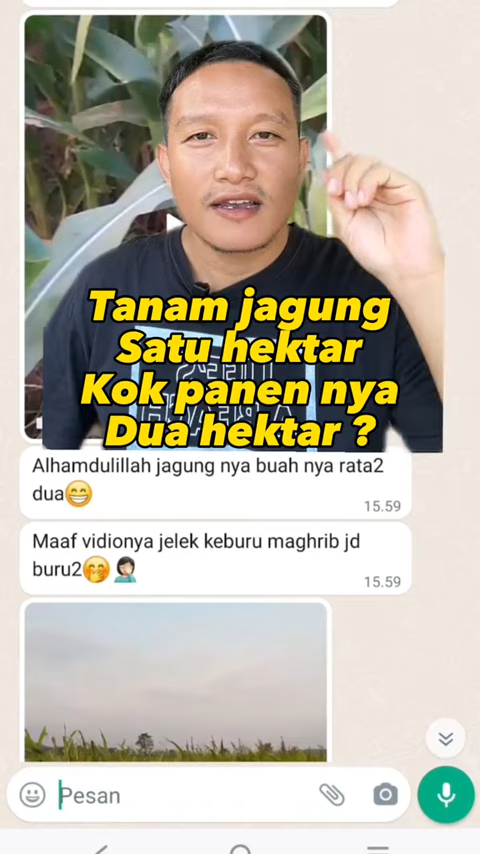 Tanam jagung
Satu hektar
Kok panen nya
Dua hektar ?
Alhamdulillah jagung nya buah nya rata2
dua😁
15.59
Maaf vidionya jelek keburu maghrib jd
buru2🤭🤦🏻‍♂️
15.59
Pesan